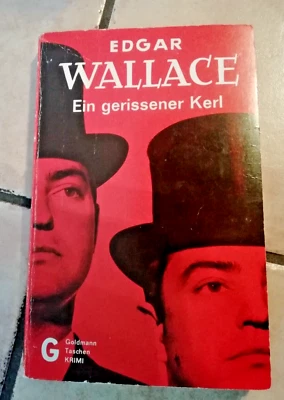 EDGAR
WALLACE
Ein gerissener Kerl
G
Goldmann
Taschen
KRIMI